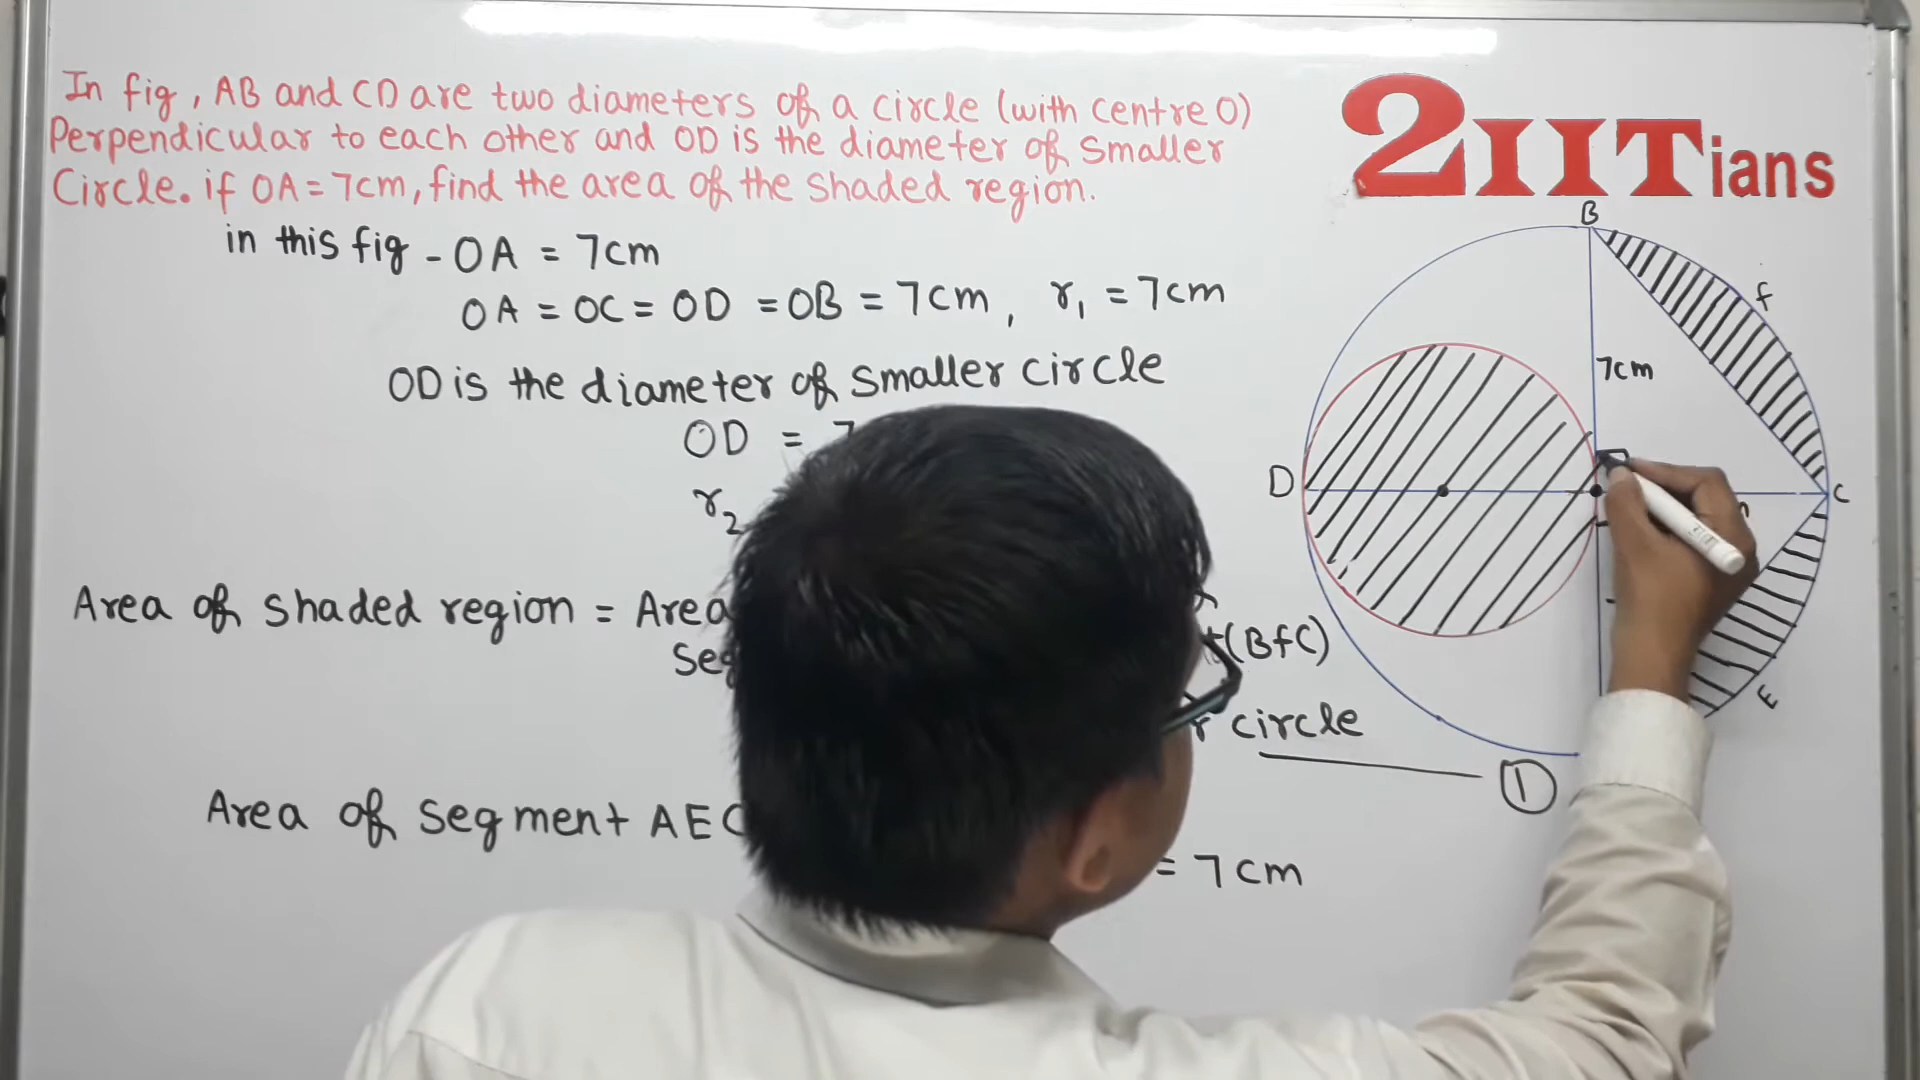 In fig, AB and CD are two diameters of a circle (with centre O)
Perpendicular to each other and OD is the diameter of smaller
Circle. if OA = 7cm, find the area of the shaded region.
2IITians
in this fig - OA = 7cm
OA = OC = OD = OB = 7cm, r₁ = 7cm
OD is the diameter of smaller circle
OD = 7
r₂
Area of shaded region = Area
(BfC)
circle
①
Area of segment AEC
= 7cm
B
f
7cm
D
C
E